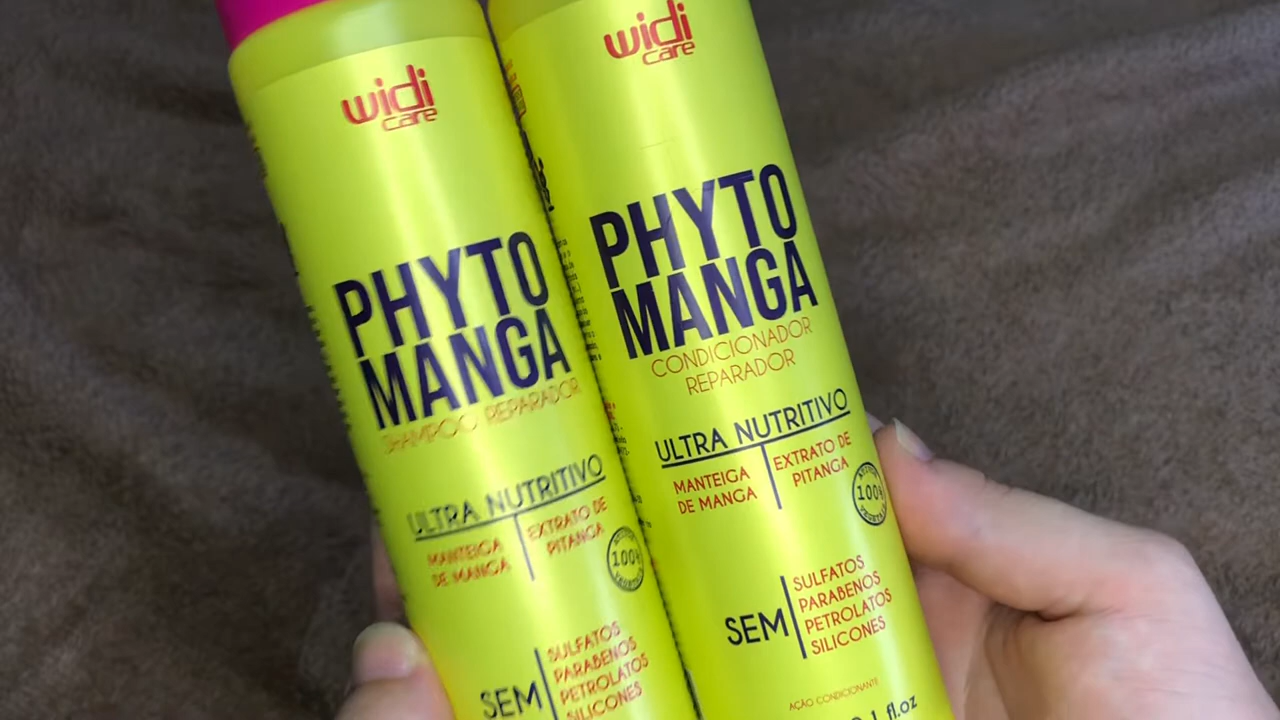 widi
care
PHYTO
MANGA
SHAMPOO REPARADOR
ULTRA NUTRITIVO
MANTEIGA
DE MANGA
EXTRATO DE
PITANGA
100%
SEM
SULFATOS
PARABENOS
PETROLATOS
SILICONES
widi
care
PHYTO
MANGA
CONDICIONADOR
REPARADOR
ULTRA NUTRITIVO
MANTEIGA
DE MANGA
EXTRATO DE
PITANGA
100%
VEGETAIS
SEM
SULFATOS
PARABENOS
PETROLATOS
SILICONES
AÇÃO CONDICIONANTE
fl.oz